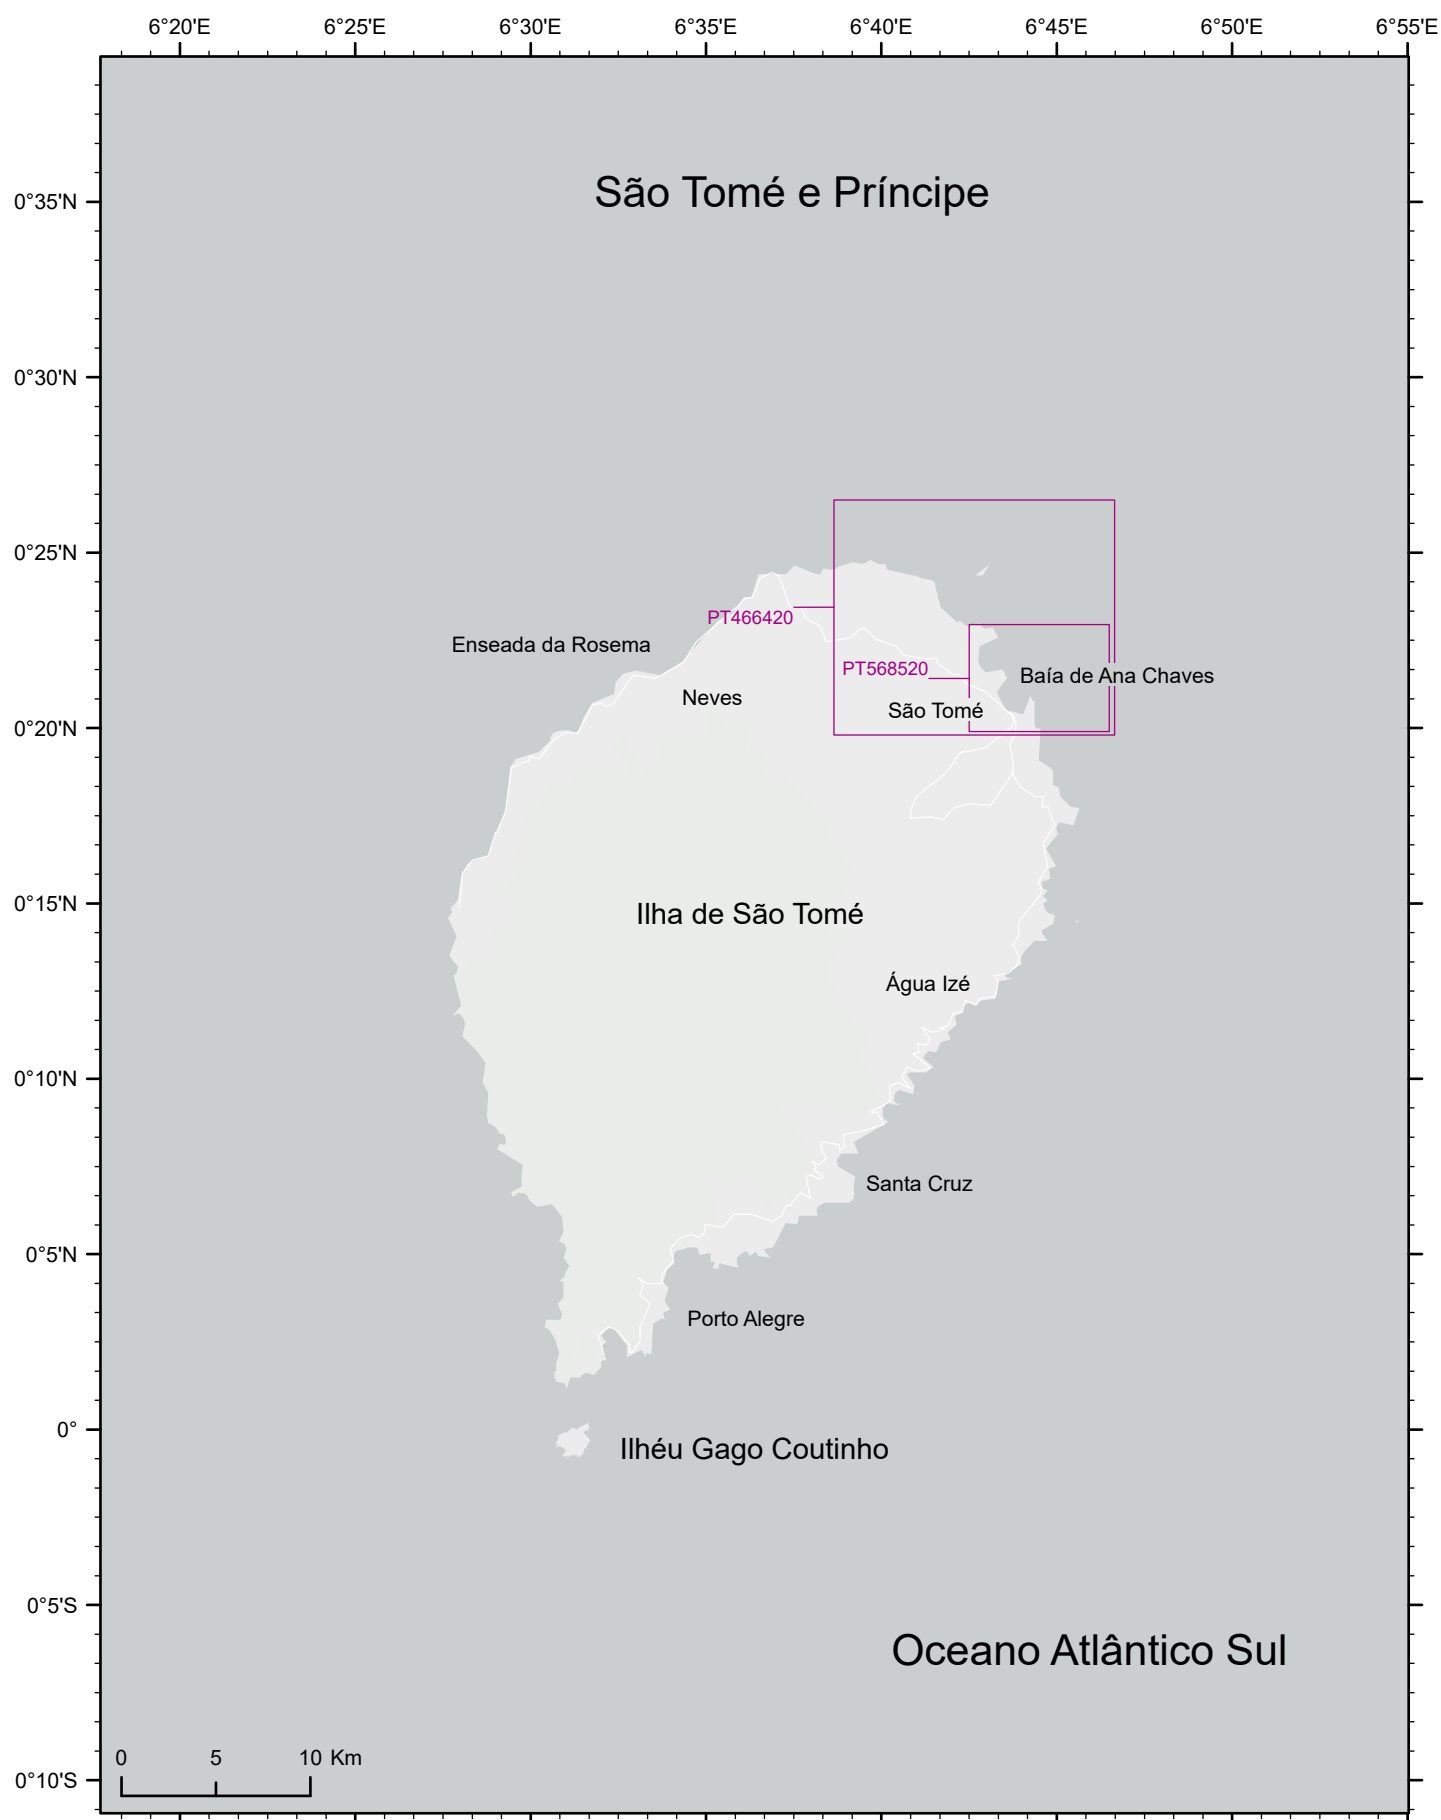 6°20'E 6°25'E 6°30'E 6°35'E 6°40'E 6°45'E 6°50'E 6°55'E
São Tomé e Príncipe
0°35'N
0°30'N
0°25'N
PT466420
Enseada da Rosema
PT568520
Baía de Ana Chaves
Neves
São Tomé
0°20'N
0°15'N
Ilha de São Tomé
Água Izé
0°10'N
Santa Cruz
0°5'N
Porto Alegre
0°
Ilhéu Gago Coutinho
0°5'S
Oceano Atlântico Sul
0 5 10 Km
0°10'S